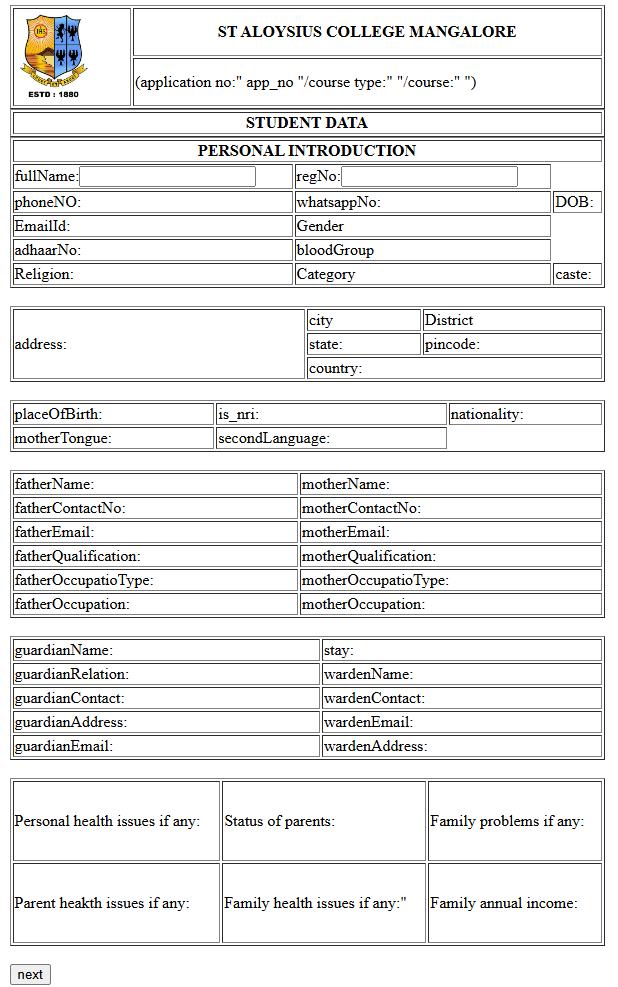 IHS
ESTD : 1880
ST ALOYSIUS COLLEGE MANGALORE
(application no:" app_no "/course type:" "/course:" ")
STUDENT DATA
PERSONAL INTRODUCTION
fullName: regNo:
phoneNO: whatsappNo: DOB:
EmailId: Gender
adhaarNo: bloodGroup
Religion: Category caste:
address: city District
state: pincode:
country:
placeOfBirth: is_nri: nationality:
motherTongue: secondLanguage:
fatherName: motherName:
fatherContactNo: motherContactNo:
fatherEmail: motherEmail:
fatherQualification: motherQualification:
fatherOccupatioType: motherOccupatioType:
fatherOccupation: motherOccupation:
guardianName: stay:
guardianRelation: wardenName:
guardianContact: wardenContact:
guardianAddress: wardenEmail:
guardianEmail: wardenAddress:
Personal health issues if any: Status of parents: Family problems if any:
Parent heakth issues if any: Family health issues if any:" Family annual income:
next